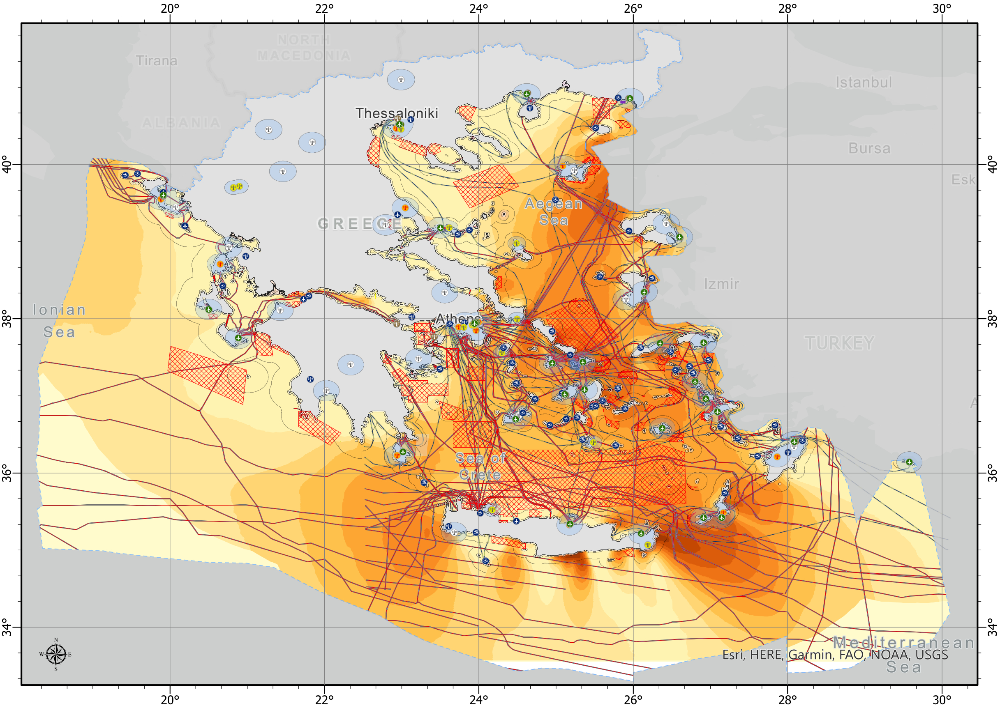 20° 22° 24° 26° 28° 30°
NORTH
MACEDONIA
Tirana
Istanbul
Thessaloniki
ALBANIA
Bursa
40° 40°
Esk
Aegean
Sea
GREECE
Izmir
Ionian
Sea
Athens
38° 38°
TURKEY
A
Sea of
Crete
36° 36°
34° 34°
Mediterranean
Sea
Esri, HERE, Garmin, FAO, NOAA, USGS
N
W E
S
20° 22° 24° 26° 28° 30°